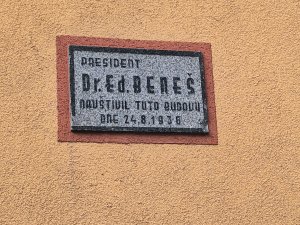 PRESIDENT
Dr. Ed. BENEŠ
NAVŠTÍVIL TUTO BUDOVU
DNE 24.8.1936